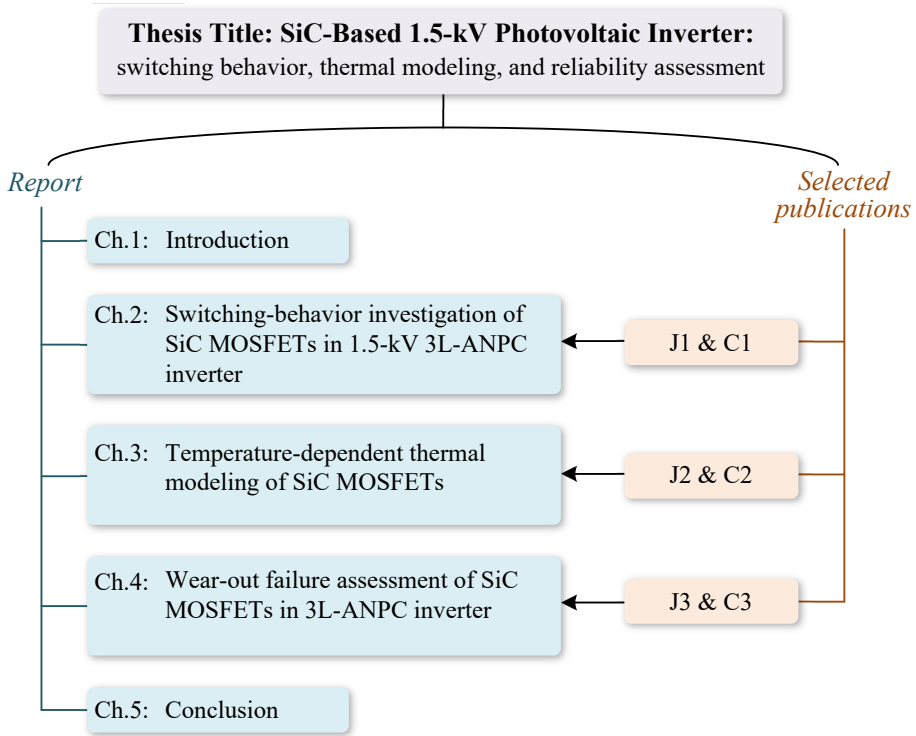 Thesis Title: SiC-Based 1.5-kV Photovoltaic Inverter:
switching behavior, thermal modeling, and reliability assessment
Report
Selected
publications
Ch.1: Introduction
Ch.2: Switching-behavior investigation of
SiC MOSFETs in 1.5-kV 3L-ANPC
inverter
J1 & C1
Ch.3: Temperature-dependent thermal
modeling of SiC MOSFETs
J2 & C2
Ch.4: Wear-out failure assessment of SiC
MOSFETs in 3L-ANPC inverter
J3 & C3
Ch.5: Conclusion